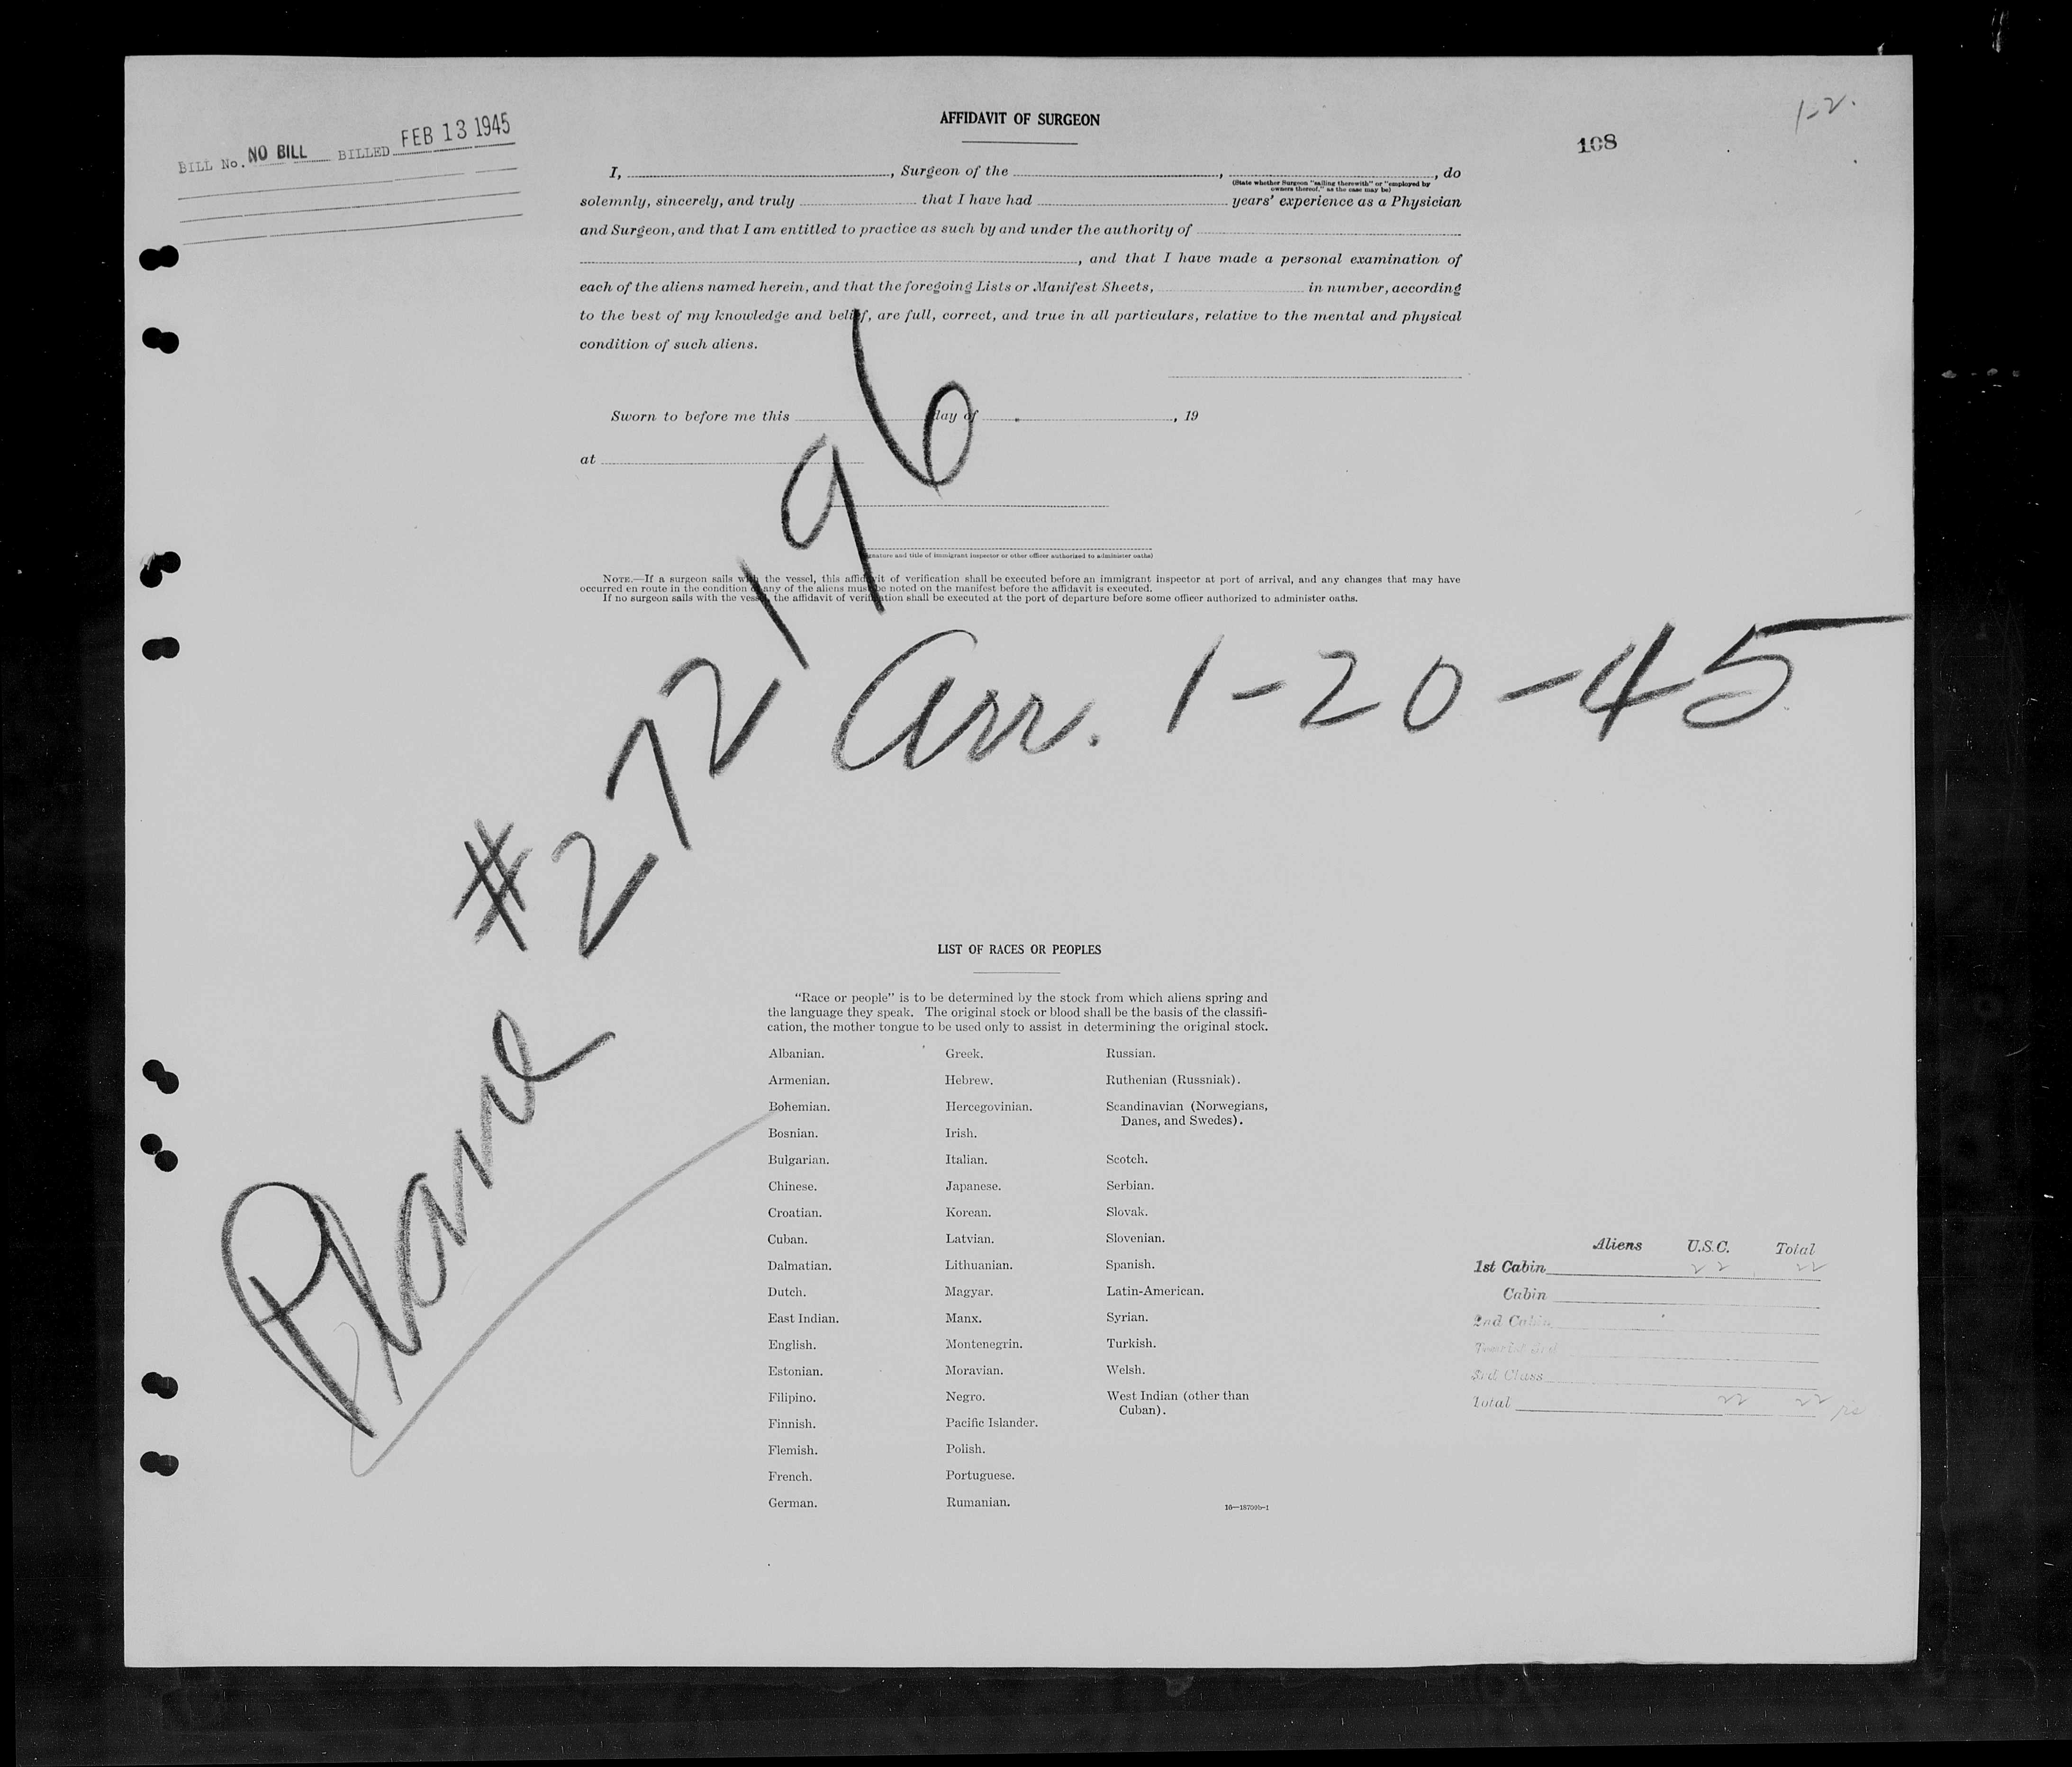 1-2.
108
BILL No. NO BILL BILLED FEB 13 1945
AFFIDAVIT OF SURGEON
I, , Surgeon of the , , do
(State whether Surgeon "sailing therewith" or "employed by
owners thereof," as the case may be)
solemnly, sincerely, and truly that I have had years' experience as a Physician
and Surgeon, and that I am entitled to practice as such by and under the authority of
, and that I have made a personal examination of
each of the aliens named herein, and that the foregoing Lists or Manifest Sheets, in number, according
to the best of my knowledge and belief, are full, correct, and true in all particulars, relative to the mental and physical
condition of such aliens.
Sworn to before me this day of , 19
at
(Signature and title of immigrant inspector or other officer authorized to administer oaths)
NOTE.—If a surgeon sails with the vessel, this affidavit of verification shall be executed before an immigrant inspector at port of arrival, and any changes that may have
occurred en route in the condition of any of the aliens must be noted on the manifest before the affidavit is executed.
If no surgeon sails with the vessel, the affidavit of verification shall be executed at the port of departure before some officer authorized to administer oaths.
Plane #272196
Arr. 1-20-45
LIST OF RACES OR PEOPLES
"Race or people" is to be determined by the stock from which aliens spring and
the language they speak. The original stock or blood shall be the basis of the classifi-
cation, the mother tongue to be used only to assist in determining the original stock.
Albanian.
Armenian.
Bohemian.
Bosnian.
Bulgarian.
Chinese.
Croatian.
Cuban.
Dalmatian.
Dutch.
East Indian.
English.
Estonian.
Filipino.
Finnish.
Flemish.
French.
German.
Greek.
Hebrew.
Hercegovinian.
Irish.
Italian.
Japanese.
Korean.
Latvian.
Lithuanian.
Magyar.
Manx.
Montenegrin.
Moravian.
Negro.
Pacific Islander.
Polish.
Portuguese.
Rumanian.
Russian.
Ruthenian (Russniak).
Scandinavian (Norwegians,
Danes, and Swedes).
Scotch.
Serbian.
Slovak.
Slovenian.
Spanish.
Latin-American.
Syrian.
Turkish.
Welsh.
West Indian (other than
Cuban).
16—18709b-1
Aliens U.S.C. Total
1st Cabin 22 22
Cabin
2nd Cabin
3rd Class
Total 22 22